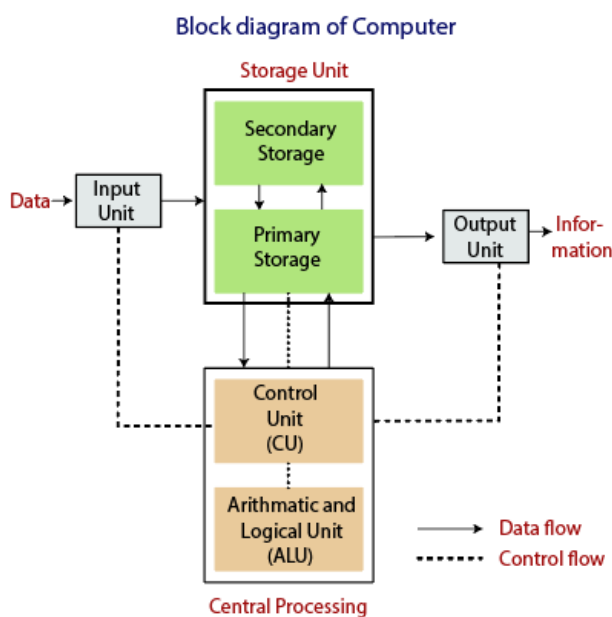 Block diagram of Computer
Storage Unit
Secondary
Storage
Data
Input
Unit
Primary
Storage
Output
Unit
Infor-
mation
Control
Unit
(CU)
Arithmatic and
Logical Unit
(ALU)
Data flow
Control flow
Central Processing